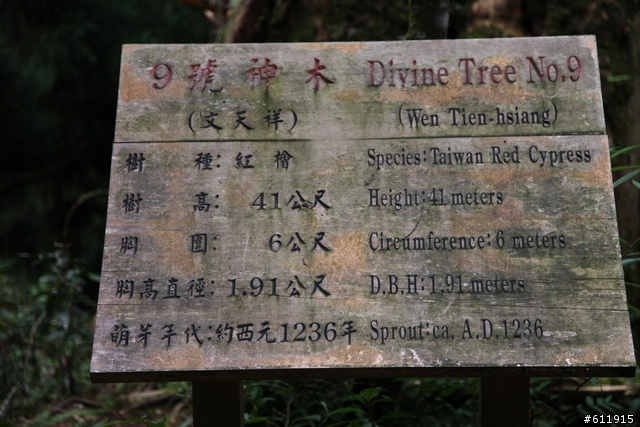 9號神木 Divine Tree No.9
(文天祥) (Wen Tien-hsiang)
樹 種: 紅 檜 Species: Taiwan Red Cypress
樹 高: 41公尺 Height: 41 meters
胸 圍: 6公尺 Circumference: 6 meters
胸高直徑: 1.91公尺 D.B.H: 1.91 meters
萌芽年代: 約西元1236年 Sprout: ca. A.D. 1236
#611915